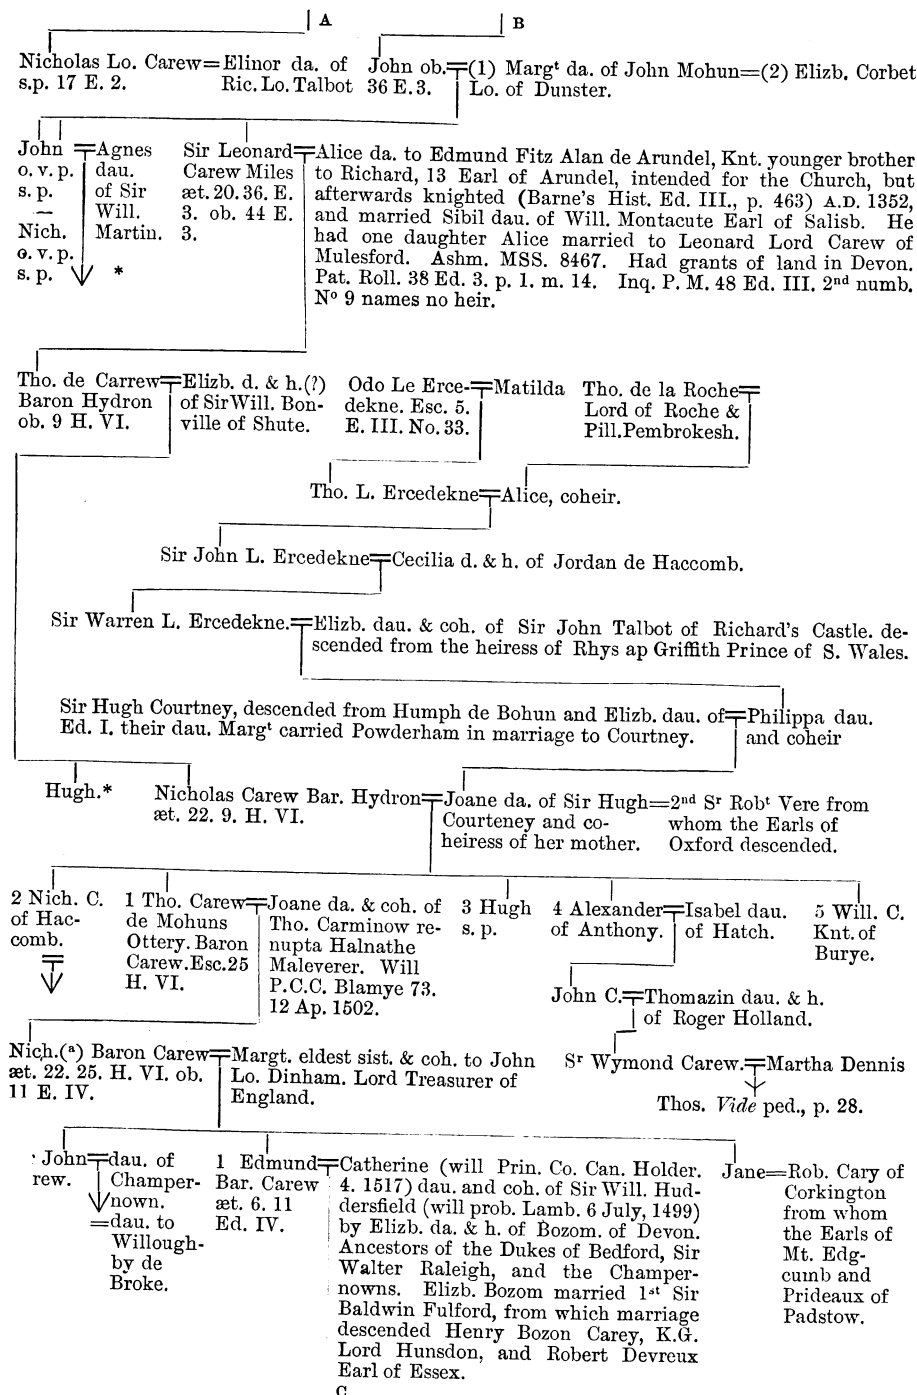 A
B
Nicholas Lo. Carew=Elinor da. of
s.p. 17 E. 2.
Ric. Lo. Talbot
John ob.=(1) Margt da. of John Mohun=(2) Elizb. Corbet
36 E. 3.
Lo. of Dunster.
John
o. v. p.
s. p.
—
Nich.
o. v. p.
s. p.
=Agnes
dau.
of Sir
Will.
Martin.
*
Sir Leonard=
Carew Miles
æt. 20. 36. E.
3. ob. 44 E.
3.
Alice da. to Edmund Fitz Alan de Arundel, Knt. younger brother
to Richard, 13 Earl of Arundel, intended for the Church, but
afterwards knighted (Barne's Hist. Ed. III., p. 463) A.D. 1352,
and married Sibil dau. of Will. Montacute Earl of Salisb. He
had one daughter Alice married to Leonard Lord Carew of
Mulesford. Ashm. MSS. 8467. Had grants of land in Devon.
Pat. Roll. 38 Ed. 3. p. 1. m. 14. Inq. P. M. 48 Ed. III. 2nd numb.
No 9 names no heir.
Tho. de Carrew=
Baron Hydron
ob. 9 H. VI.
Elizb. d. & h.(?)
of Sir Will. Bon-
ville of Shute.
Odo Le Erce-=Matilda
dekne. Esc. 5.
E. III. No. 33.
Tho. de la Roche=
Lord of Roche &
Pill. Pembrokesh.
Tho. L. Ercedekne=Alice, coheir.
Sir John L. Ercedekne=Cecilia d. & h. of Jordan de Haccomb.
Sir Warren L. Ercedekne.=Elizb. dau. & coh. of Sir John Talbot of Richard's Castle. de-
scended from the heiress of Rhys ap Griffith Prince of S. Wales.
Sir Hugh Courtney, descended from Humph de Bohun and Elizb. dau. of=Philippa dau.
Ed. I. their dau. Margt carried Powderham in marriage to Courtney.
and coheir
Hugh.*
Nicholas Carew Bar. Hydron=
æt. 22. 9. H. VI.
Joane da. of Sir Hugh=
Courteney and co-
heiress of her mother.
2nd Sr Robt Vere from
whom the Earls of
Oxford descended.
2 Nich. C.
of Hac-
comb.
1 Tho. Carew=
de Mohuns
Ottery. Baron
Carew. Esc. 25
H. VI.
Joane da. & coh. of
Tho. Carminow re-
nupta Halnathe
Maleverer. Will
P.C.C. Blamye 73.
12 Ap. 1502.
3 Hugh
s. p.
4 Alexander=Isabel dau.
of Anthony.
of Hatch.
5 Will. C.
Knt. of
Burye.
John C.=Thomazin dau. & h.
of Roger Holland.
Sr Wymond Carew.=Martha Dennis
Thos. Vide ped., p. 28.
Nich.(a) Baron Carew=
æt. 22. 25. H. VI. ob.
11 E. IV.
Margt. eldest sist. & coh. to John
Lo. Dinham. Lord Treasurer of
England.
John=dau. of
rew.
Champer-
nown.
=dau. to
Willough-
by de
Broke.
1 Edmund=
Bar. Carew
æt. 6. 11
Ed. IV.
Catherine (will Prin. Co. Can. Holder.
4. 1517) dau. and coh. of Sir Will. Hud-
dersfield (will prob. Lamb. 6 July, 1499)
by Elizb. da. & h. of Bozom. of Devon.
Ancestors of the Dukes of Bedford, Sir
Walter Raleigh, and the Champer-
nowns. Elizb. Bozom married 1st Sir
Baldwin Fulford, from which marriage
descended Henry Bozon Carey, K.G.
Lord Hunsdon, and Robert Devreux
Earl of Essex.
Jane=Rob. Cary of
Corkington
from whom
the Earls of
Mt. Edg-
cumb and
Prideaux of
Padstow.
C